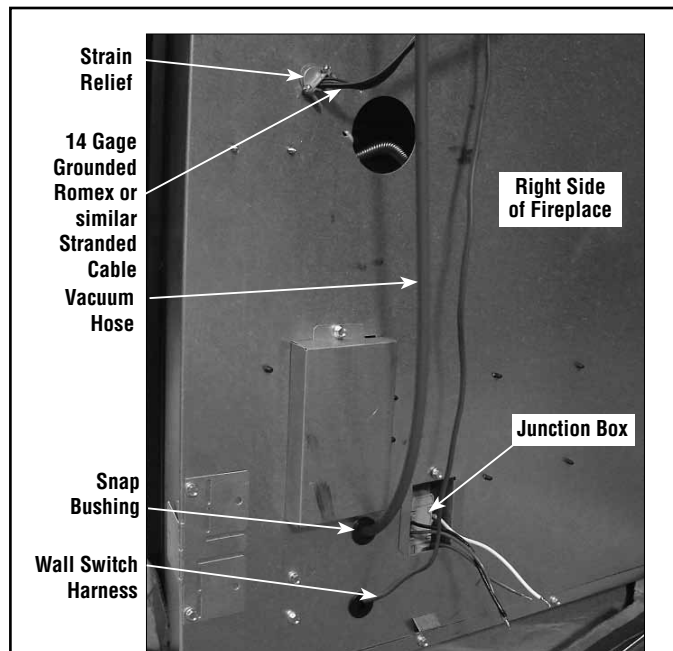 Strain
Relief
14 Gage
Grounded
Romex or
similar
Stranded
Cable
Vacuum
Hose
Right Side
of Fireplace
Junction Box
Snap
Bushing
Wall Switch
Harness